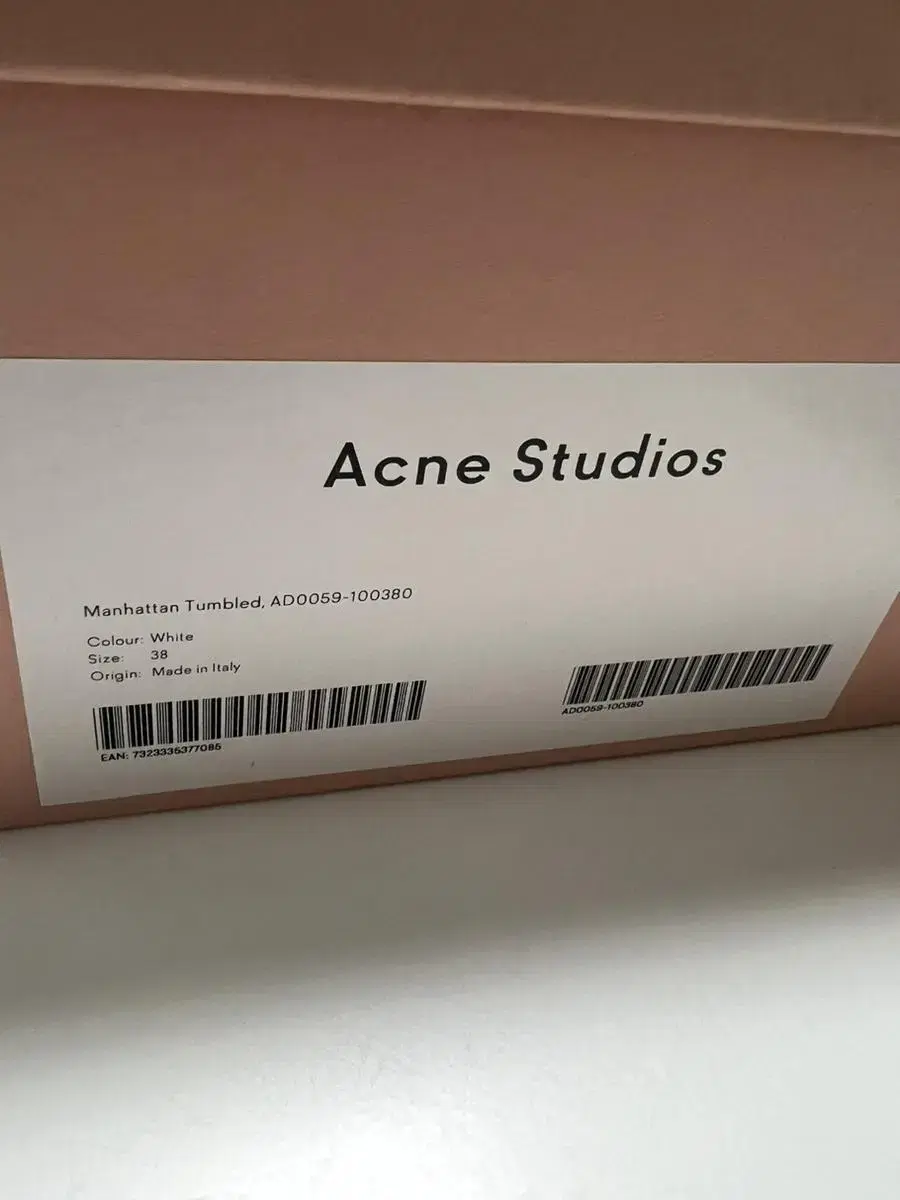 Acne Studios
Manhattan Tumbled, AD0059-100380
Colour: White
Size: 38
Origin: Made in Italy
EAN: 7323335377085
AD0059-100380